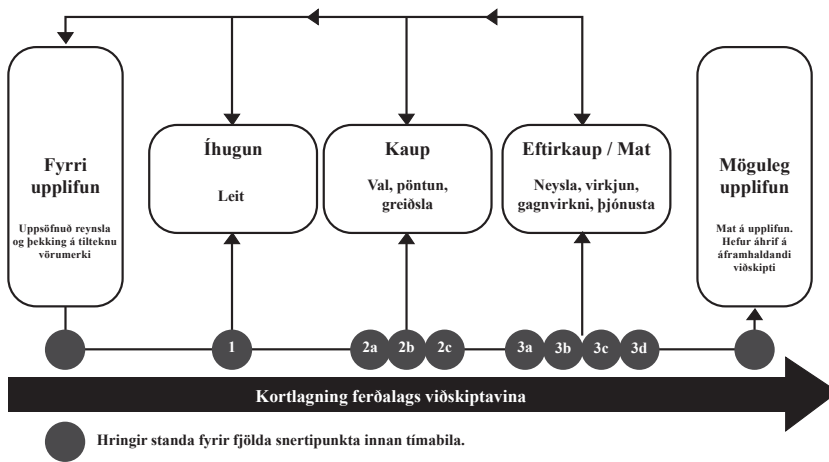 Fyrri
upplifun
Uppsöfnuð reynsla
og þekking á tilteknu
vörumerki
Íhugun
Leit
Kaup
Val, pöntun,
greiðsla
Eftirkaup / Mat
Neysla, virkjun,
gagnvirkni, þjónusta
Möguleg
upplifun
Mat á upplifun.
Hefur áhrif á
áframhaldandi
viðskipti
1
2a
2b
2c
3a
3b
3c
3d
Kortlagning ferðalags viðskiptavina
Hringir standa fyrir fjölda snertipunkta innan tímabila.